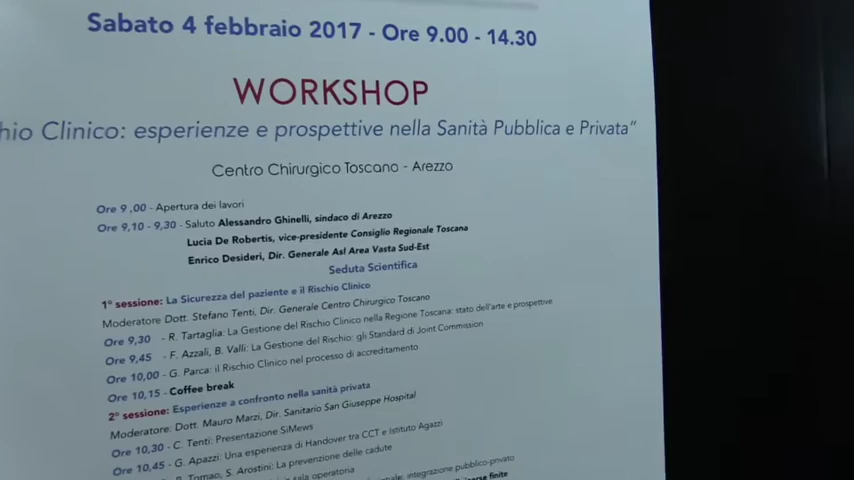 Sabato 4 febbraio 2017 - Ore 9.00 - 14.30
WORKSHOP
Clinico: esperienze e prospettive nella Sanità Pubblica e Privata”
Centro Chirurgico Toscano - Arezzo
Ore 9 ,00 - Apertura dei lavori
Ore 9,10 - 9,30 - Saluto Alessandro Ghinelli, sindaco di Arezzo
Lucia De Robertis, vice-presidente Consiglio Regionale Toscana
Enrico Desideri, Dir. Generale Asl Area Vasta Sud-Est
Seduta Scientifica
1° sessione: La Sicurezza del paziente e il Rischio Clinico
Moderatore Dott. Stefano Tenti, Dir. Generale Centro Chirurgico Toscano
Ore 9,30 - R. Tartaglia: La Gestione del Rischio Clinico nella Regione Toscana: stato dell'arte e prospettive
Ore 9,45 - F. Azzali, B. Valli: La Gestione del Rischio: gli Standard di Joint Commission
Ore 10,00 - G. Parca: il Rischio Clinico nel processo di accreditamento
Ore 10,15 - Coffee break
2° sessione: Esperienze a confronto nella sanità privata
Moderatore: Dott. Mauro Marzi, Dir. Sanitario San Giuseppe Hospital
Ore 10,30 - C. Tenti: Presentazione SiMews
Ore 10,45 - G. Apazzi: Una esperienza di Handover tra CCT e Istituto Agazzi
Tomao, S. Arostini: La prevenzione delle cadute
sala operatoria
integrazione pubblico-privato
finite